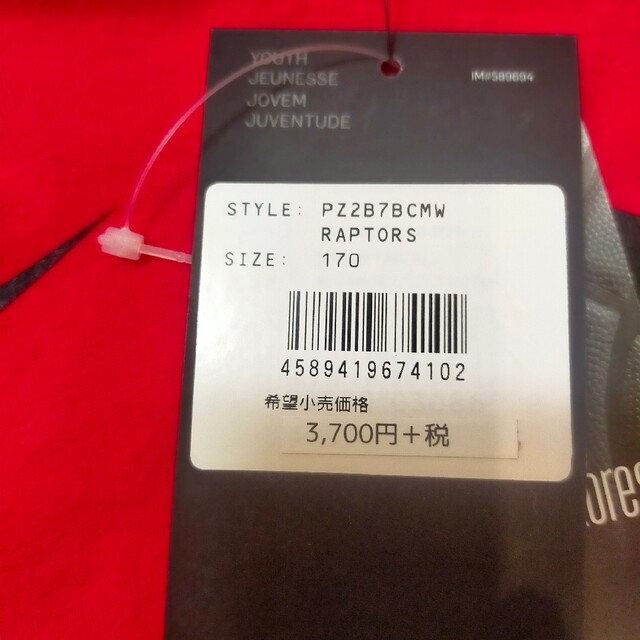 YOUTH
JEUNESSE
JOVEM
JUVENTUDE
IM#589694
STYLE: PZ2B7BCMW
RAPTORS
SIZE: 170
4589419674102
希望小売価格
3,700円+税